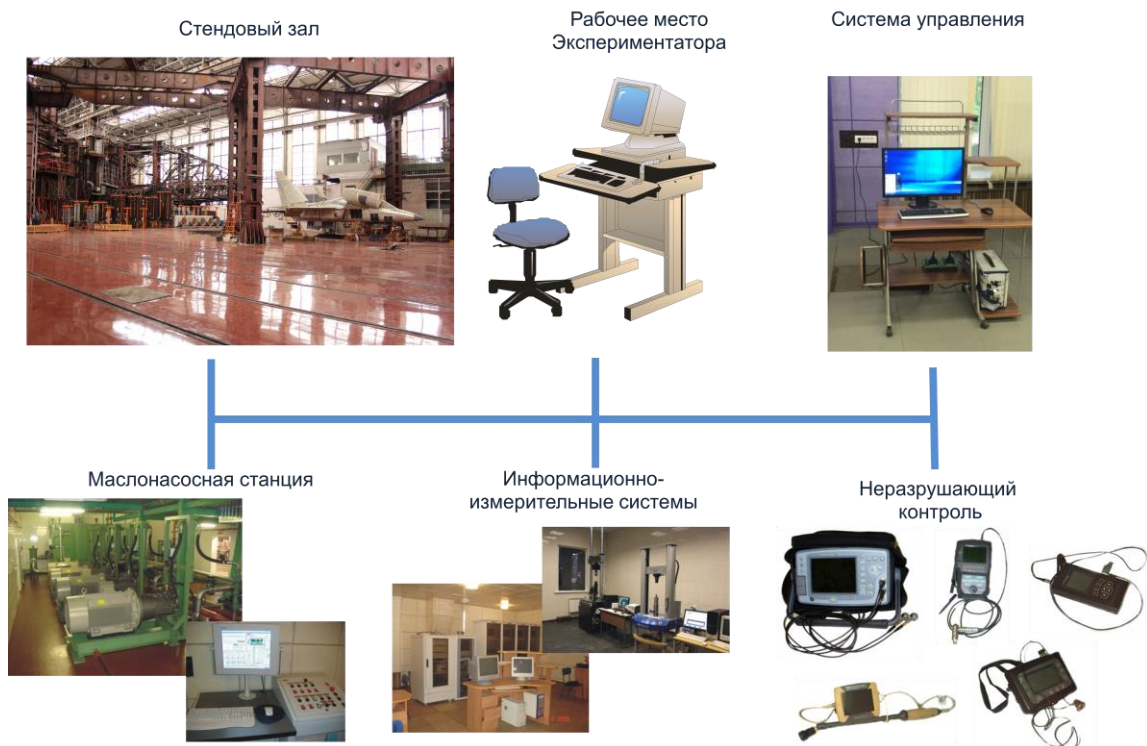 Стендовый зал
Рабочее место
Экспериментатора
Система управления
Маслонасосная станция
Информационно-
измерительные системы
Неразрушающий
контроль